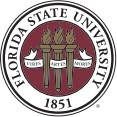 FLORIDA STATE UNIVERSITY
VIRES ARTES MORES
1851